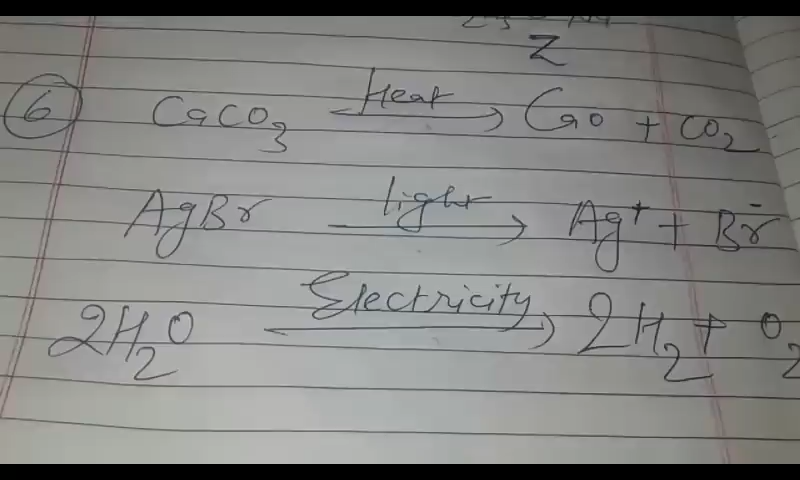 Z
6 CaCO3 Heat → CaO + CO2
AgBr light → Ag+ + Br-
2H2O Electricity → 2H2 + O2